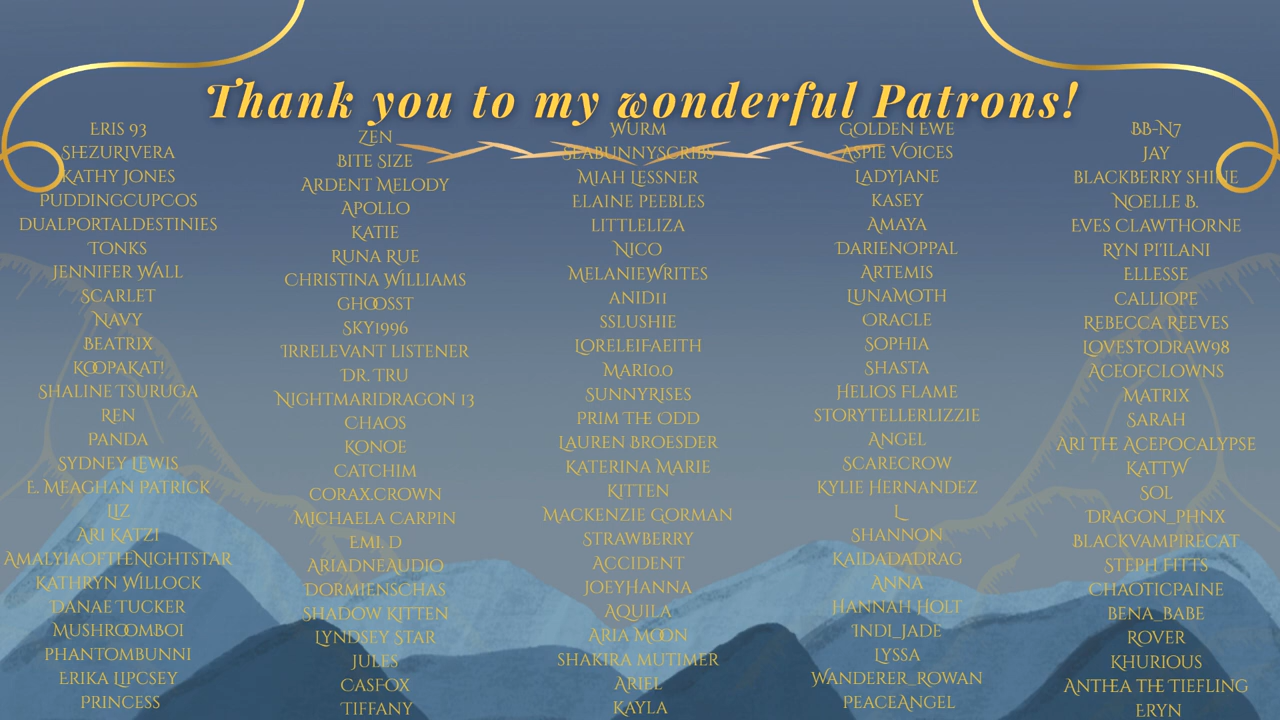 Thank you to my wonderful Patrons!
Eris 93
ShezuRivera
Kathy Jones
Puddingcupcos
dualportaldestinies
Tonks
Jennifer Wall
Scarlet
Navy
Beatrix
KoopaKat!
Shaline Tsuruga
Ren
Panda
Sydney Lewis
E. Meaghan Patrick
Liz
Ari Katzi
AmalyiaoftheNightstar
Kathryn Willock
Danae Tucker
Mushroomboi
phantombunni
Erika Lipcsey
Princess
Zen
Bite Size
Ardent Melody
Apollo
Katie
Runa Rue
Christina Williams
ghoosst
Sky1996
Irrelevant listener
Dr. Tru
Nightmaridragon 13
Chaos
Konoe
catchim
corax.crown
Michaela Carpin
Emi. D
AriadneAudio
Dormienschas
Shadow Kitten
Lyndsey Star
Jules
Casfox
Tiffany
Wurm
Seabunnyscribs
Miah Lessner
Elaine Peebles
littleliza
Nico
MelanieWrites
anid11
sslushie
Loreleifaeith
Mari0.0
SunnyRises
Prim The Odd
Lauren Broesder
Katerina Marie
Kitten
Mackenzie Gorman
Strawberry
Accident
JoeyHanna
Aquila
Aria Moon
shakira mutimer
Ariel
Kayla
Golden Ewe
Aspie Voices
LadyJane
Kasey
Amaya
DarienOppal
Artemis
LunaMoth
Oracle
Sophia
Shasta
Helios Flame
storytellerlizzie
Angel
Scarecrow
Kylie Hernandez
L
Shannon
Kaidadadrag
Anna
Hannah Holt
Indi_Jade
Lyssa
Wanderer_Rowan
PeaceAngel
BB-N7
Jay
Blackberry Shine
Noelle B.
Eves Clawthorne
Ryn Pi'ilani
Ellesse
Calliope
Rebecca Reeves
Lovestodraw98
Aceofclowns
Matrix
Sarah
Ari the Acepocalypse
KattW
Sol
Dragon_phnx
Blackvampirecat
Steph Fitts
chaoticpaine
bena_babe
Rover
Khurious
Anthea the Tiefling
Eryn